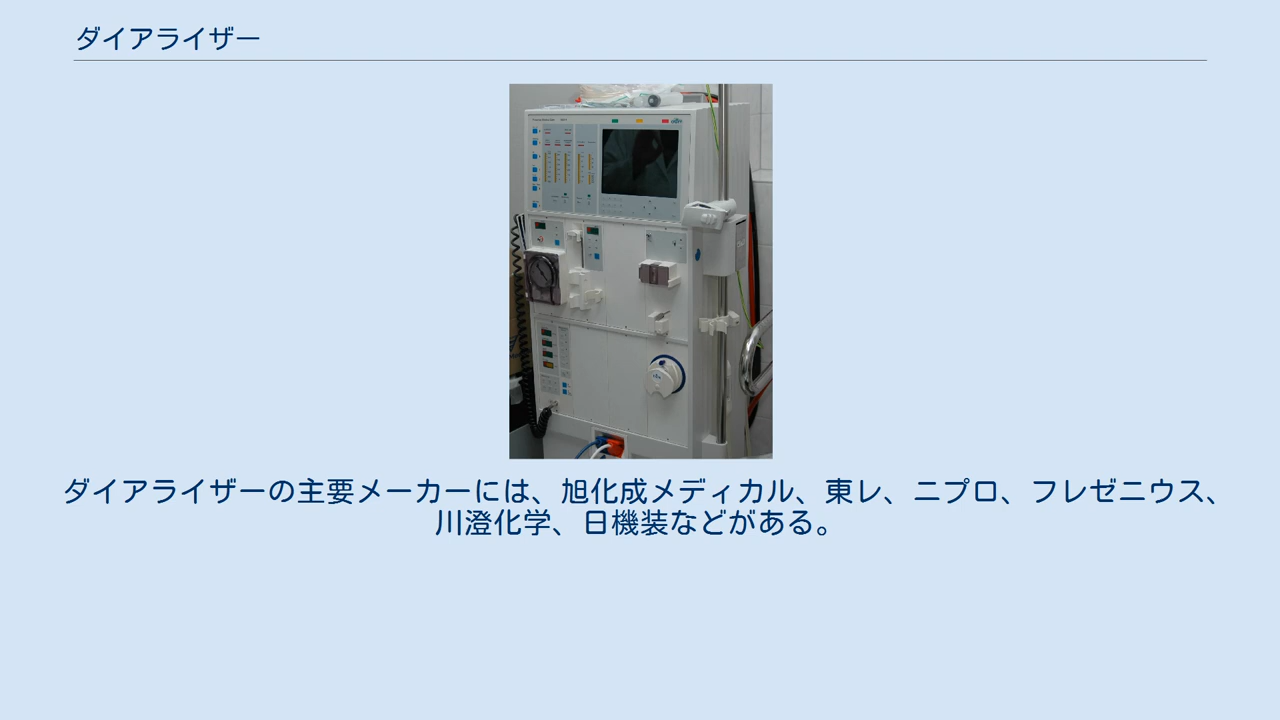 ダイアライザー
ダイアライザーの主要メーカーには、旭化成メディカル、東レ、ニプロ、フレゼニウス、
川澄化学、日機装などがある。